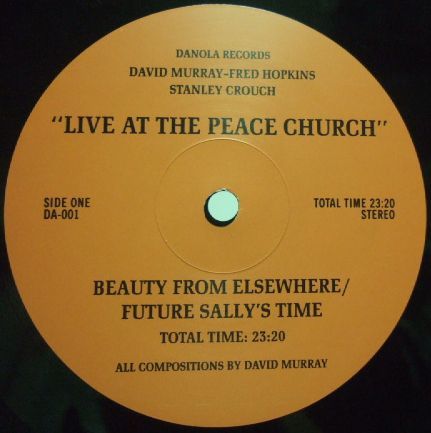 DANOLA RECORDS
DAVID MURRAY-FRED HOPKINS
STANLEY CROUCH
"LIVE AT THE PEACE CHURCH"
SIDE ONE
DA-001
TOTAL TIME 23:20
STEREO
BEAUTY FROM ELSEWHERE/
FUTURE SALLY'S TIME
TOTAL TIME: 23:20
ALL COMPOSITIONS BY DAVID MURRAY